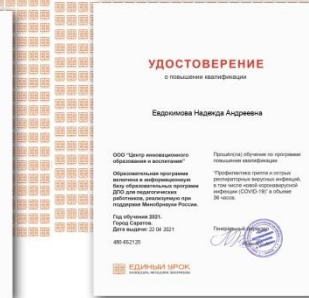 УДОСТОВЕРЕНИЕ
о повышении квалификации
Евдокимова Надежда Андреевна
ООО "Центр инновационного
образования и воспитания"
Образовательная программа
включена в информационную
базу образовательных программ
ДПО для педагогических
работников, реализуемую при
поддержке Минобрнауки России.
Год обучения 2021.
Город Саратов.
Дата выдачи: 22 04 2021
480-652120
Прошёл(ла) обучение по программе
повышения квалификации
"Профилактика гриппа и острых
респираторных вирусных инфекций,
в том числе новой коронавирусной
инфекции (COVID-19)" в объеме
36 часов.
Генеральный директор
ЕДИНЫЙ УРОК